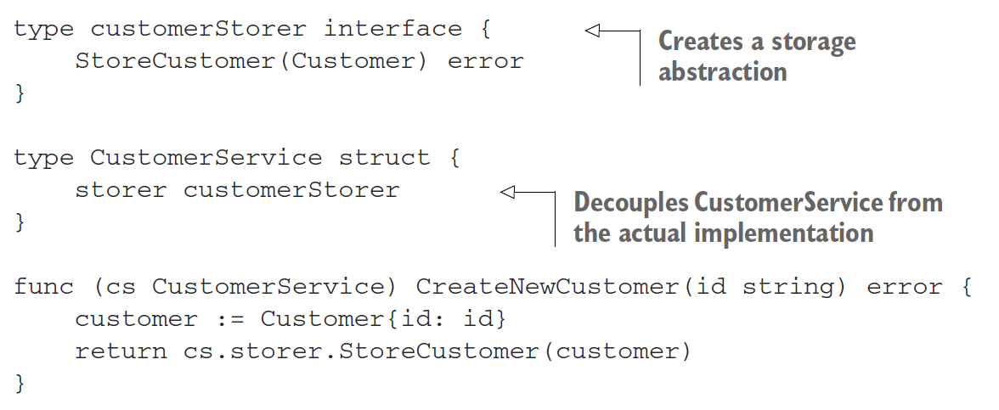 type customerStorer interface {
    StoreCustomer(Customer) error
}
Creates a storage
abstraction
type CustomerService struct {
    storer customerStorer
}
Decouples CustomerService from
the actual implementation
func (cs CustomerService) CreateNewCustomer(id string) error {
    customer := Customer{id: id}
    return cs.storer.StoreCustomer(customer)
}